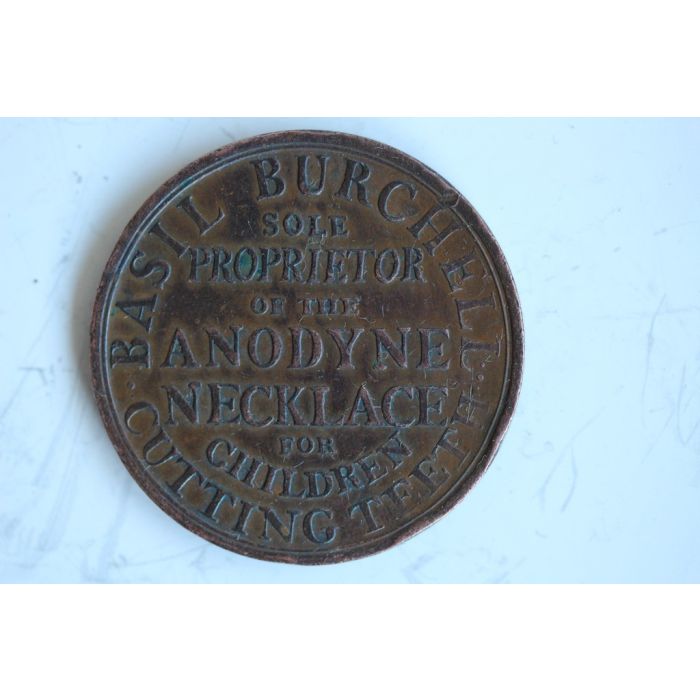 BASIL BURCHELL
SOLE
PROPRIETOR
OF THE
ANODYNE
NECKLACE
FOR
CHILDREN
CUTTING TEETH